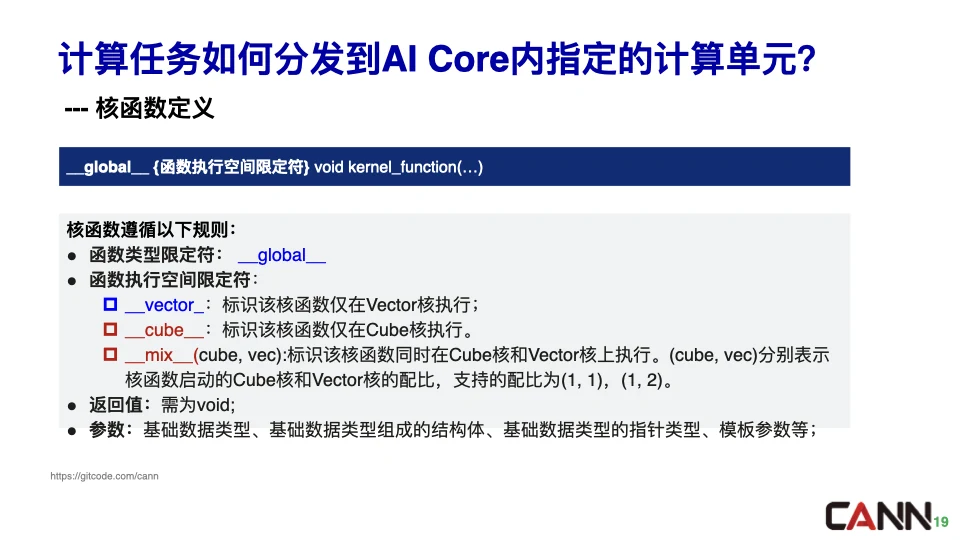 计算任务如何分发到AI Core内指定的计算单元?
--- 核函数定义
__global__ {函数执行空间限定符} void kernel_function(…)
核函数遵循以下规则：
● 函数类型限定符： __global__
● 函数执行空间限定符：
__vector_：标识该核函数仅在Vector核执行；
__cube__：标识该核函数仅在Cube核执行。
__mix__(cube, vec):标识该核函数同时在Cube核和Vector核上执行。(cube, vec)分别表示
核函数启动的Cube核和Vector核的配比，支持的配比为(1, 1)，(1, 2)。
● 返回值：需为void;
● 参数：基础数据类型、基础数据类型组成的结构体、基础数据类型的指针类型、模板参数等；
https://gitcode.com/cann
CANN 19